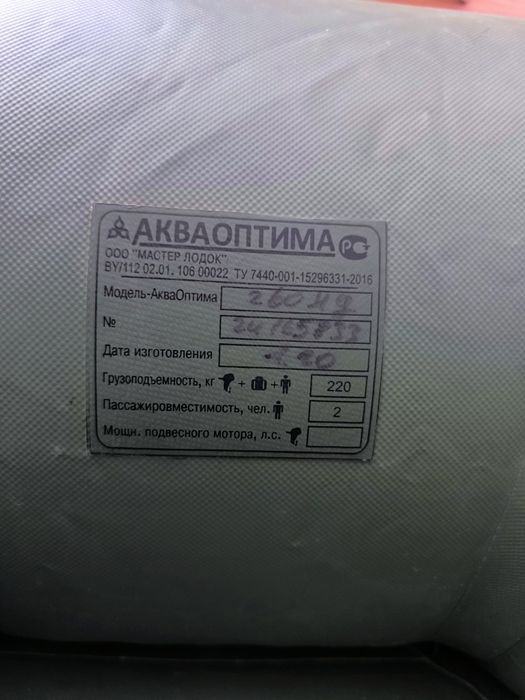 АКВАОПТИМА РСТ
ООО "МАСТЕР ЛОДОК"
BY/112 02.01. 106 00022 ТУ 7440-001-15296331-2016
Модель-АкваОптима
№
Дата изготовления
Грузоподъемность, кг + + 220
Пассажировместимость, чел. 2
Мощн. подвесного мотора, л.с.